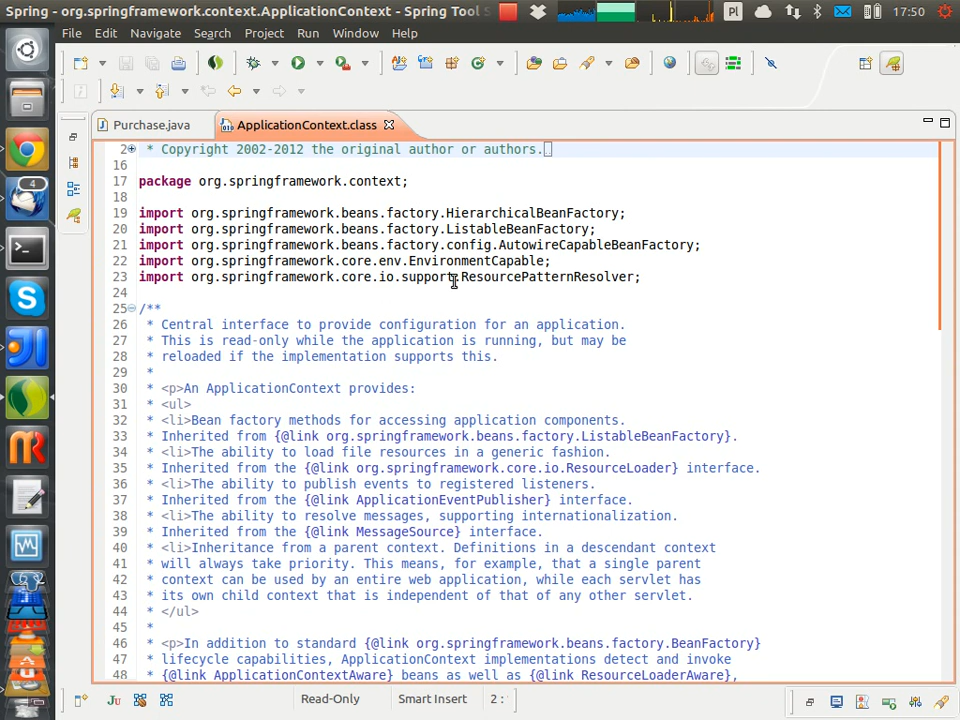 Spring - org.springframework.context.ApplicationContext - Spring Tool S
Pl
17:50
File Edit Navigate Search Project Run Window Help
Purchase.java
ApplicationContext.class
2 * Copyright 2002-2012 the original author or authors.
16
17 package org.springframework.context;
18
19 import org.springframework.beans.factory.HierarchicalBeanFactory;
20 import org.springframework.beans.factory.ListableBeanFactory;
21 import org.springframework.beans.factory.config.AutowireCapableBeanFactory;
22 import org.springframework.core.env.EnvironmentCapable;
23 import org.springframework.core.io.support.ResourcePatternResolver;
24
25 /**
26 * Central interface to provide configuration for an application.
27 * This is read-only while the application is running, but may be
28 * reloaded if the implementation supports this.
29 *
30 * <p>An ApplicationContext provides:
31 * <ul>
32 * <li>Bean factory methods for accessing application components.
33 * Inherited from {@link org.springframework.beans.factory.ListableBeanFactory}.
34 * <li>The ability to load file resources in a generic fashion.
35 * Inherited from the {@link org.springframework.core.io.ResourceLoader} interface.
36 * <li>The ability to publish events to registered listeners.
37 * Inherited from the {@link ApplicationEventPublisher} interface.
38 * <li>The ability to resolve messages, supporting internationalization.
39 * Inherited from the {@link MessageSource} interface.
40 * <li>Inheritance from a parent context. Definitions in a descendant context
41 * will always take priority. This means, for example, that a single parent
42 * context can be used by an entire web application, while each servlet has
43 * its own child context that is independent of that of any other servlet.
44 * </ul>
45 *
46 * <p>In addition to standard {@link org.springframework.beans.factory.BeanFactory}
47 * lifecycle capabilities, ApplicationContext implementations detect and invoke
48 * {@link ApplicationContextAware} beans as well as {@link ResourceLoaderAware},
4
Ju
Read-Only
Smart Insert
2 :